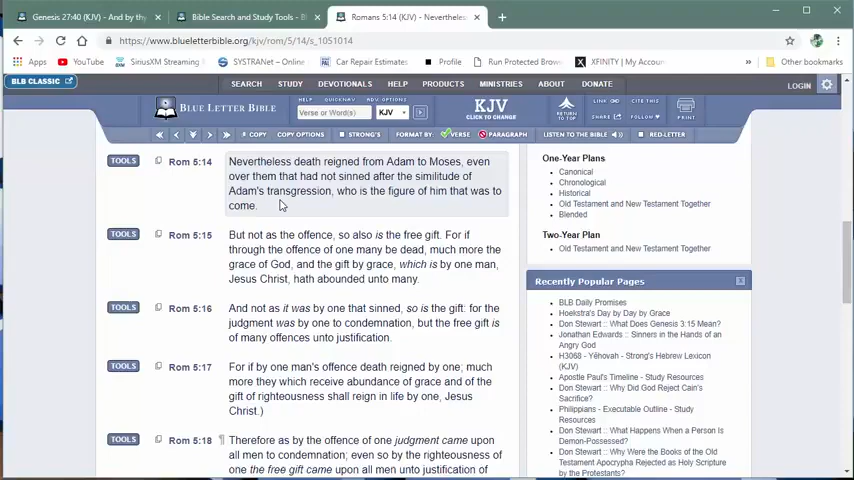 Genesis 27:40 (KJV) - And by thy
Bible Search and Study Tools -
Romans 5:14 (KJV) - Nevertheless
https://www.blueletterbible.org/kjv/rom/5/14/s_1051014
Apps
YouTube
SiriusXM Streaming
SYSTRANet – Online
Car Repair Estimates
Profile
Run Protected Browse
XFINITY (My Account)
Other bookmarks
BLB CLASSIC
SEARCH STUDY DEVOTIONALS HELP PRODUCTS MINISTRIES ABOUT DONATE
LOGIN
BLUE LETTER BIBLE
HELP QUICKNAV ADV OPTIONS
Verse or Word(s)
KJV
KJV
CLICK TO CHANGE
RETURN TO TOP
LINK
CITE THIS
SHARE
FOLLOW
PRINT
COPY COPY OPTIONS STRONG'S FORMAT BY VERSE PARAGRAPH LISTEN TO THE BIBLE RED-LETTER
TOOLS
Rom 5:14
Nevertheless death reigned from Adam to Moses, even
over them that had not sinned after the similitude of
Adam's transgression, who is the figure of him that was to
come.
TOOLS
Rom 5:15
But not as the offence, so also is the free gift. For if
through the offence of one many be dead, much more the
grace of God, and the gift by grace, which is by one man,
Jesus Christ, hath abounded unto many.
TOOLS
Rom 5:16
And not as it was by one that sinned, so is the gift: for the
judgment was by one to condemnation, but the free gift is
of many offences unto justification.
TOOLS
Rom 5:17
For if by one man's offence death reigned by one; much
more they which receive abundance of grace and of the
gift of righteousness shall reign in life by one, Jesus
Christ.)
TOOLS
Rom 5:18
¶ Therefore as by the offence of one judgment came upon
all men to condemnation; even so by the righteousness of
one the free gift came upon all men unto justification of
One-Year Plans
Canonical
Chronological
Historical
Old Testament and New Testament Together
Blended
Two-Year Plan
Old Testament and New Testament Together
Recently Popular Pages
BLB Daily Promises
Hoekstra's Day by Day by Grace
Don Stewart :: What Does Genesis 3:15 Mean?
Jonathan Edwards :: Sinners in the Hands of an
Angry God
H3068 - Yĕhovah - Strong's Hebrew Lexicon
(KJV)
Apostle Paul's Timeline - Study Resources
Don Stewart :: Why Did God Reject Cain's
Sacrifice?
Philippians - Executable Outline - Study
Resources
Don Stewart :: What Happens When a Person Is
Demon-Possessed?
Don Stewart :: Why Were the Books of the Old
Testament Apocrypha Rejected as Holy Scripture
by the Protestants?